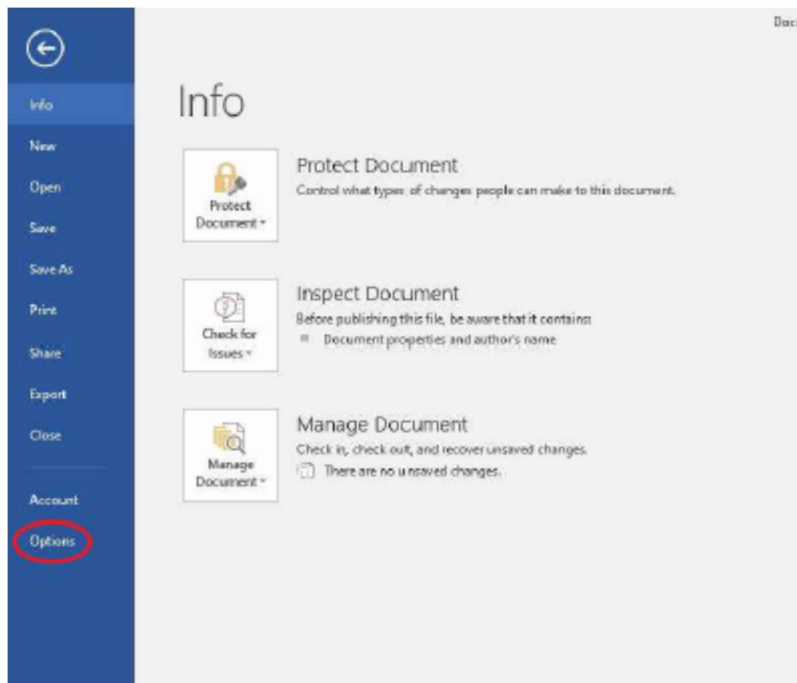 Info
New
Open
Save
Save As
Print
Share
Export
Close
Account
Options
Info
Protect
Document
Protect Document
Control what types of changes people can make to this document.
Check for
Issues
Inspect Document
Before publishing this file, be aware that it contains:
Document properties and author's name
Manage
Document
Manage Document
Check in, check out, and recover unsaved changes.
There are no unsaved changes.